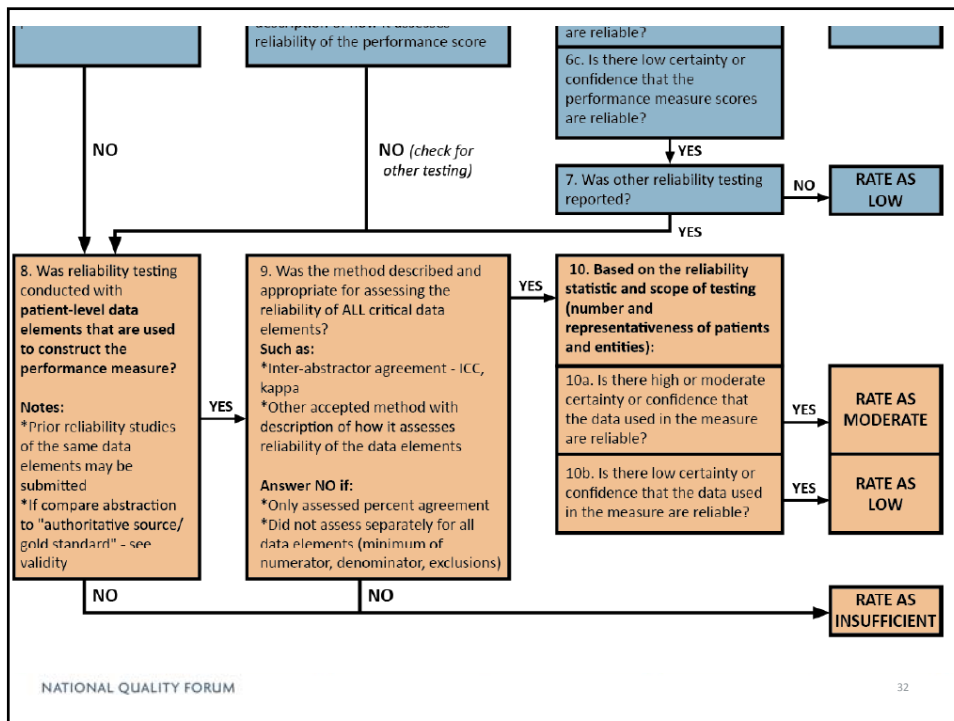 reliability of the performance score
are reliable?
6c. Is there low certainty or
confidence that the
performance measure scores
are reliable?
NO
NO (check for
other testing)
YES
7. Was other reliability testing
reported?
NO
RATE AS
LOW
YES
8. Was reliability testing
conducted with
patient-level data
elements that are used
to construct the
performance measure?
Notes:
*Prior reliability studies
of the same data
elements may be
submitted
*If compare abstraction
to "authoritative source/
gold standard" - see
validity
YES
9. Was the method described and
appropriate for assessing the
reliability of ALL critical data
elements?
Such as:
*Inter-abstractor agreement - ICC,
kappa
*Other accepted method with
description of how it assesses
reliability of the data elements
Answer NO if:
*Only assessed percent agreement
*Did not assess separately for all
data elements (minimum of
numerator, denominator, exclusions)
YES
10. Based on the reliability
statistic and scope of testing
(number and
representativeness of patients
and entities):
10a. Is there high or moderate
certainty or confidence that
the data used in the measure
are reliable?
YES
RATE AS
MODERATE
10b. Is there low certainty or
confidence that the data used
in the measure are reliable?
YES
RATE AS
LOW
NO
NO
RATE AS
INSUFFICIENT
NATIONAL QUALITY FORUM
32